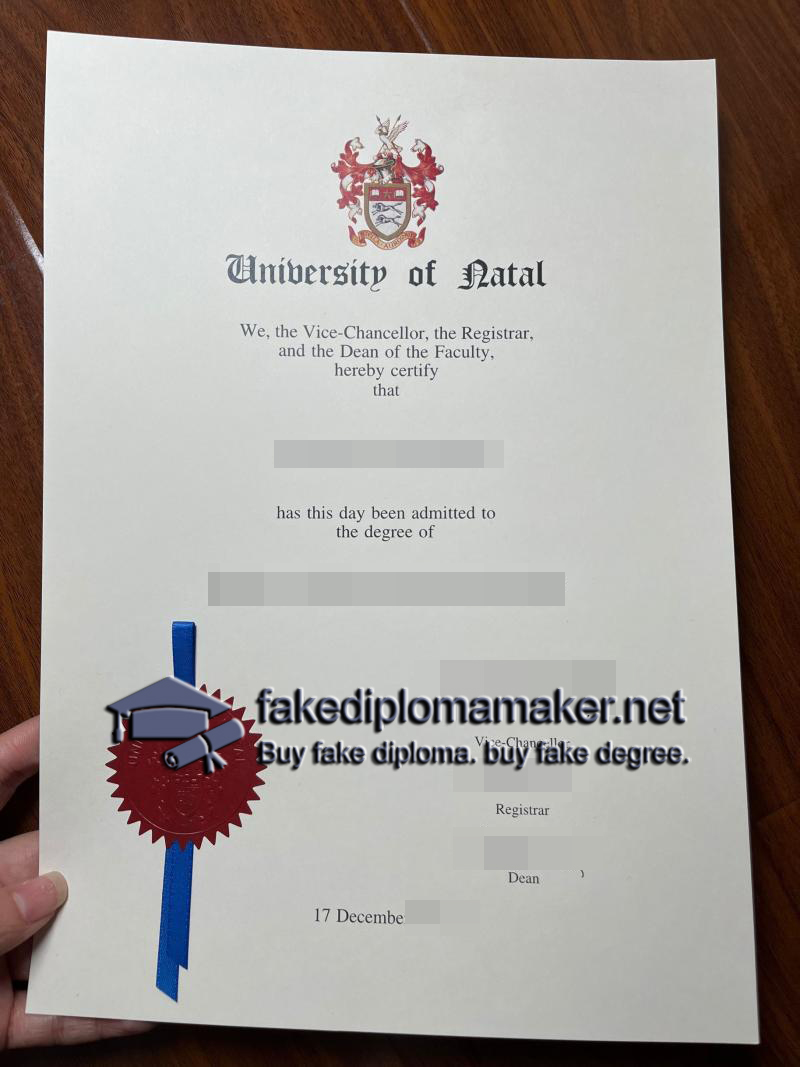 University of Natal
We, the Vice-Chancellor, the Registrar,
and the Dean of the Faculty,
hereby certify
that
has this day been admitted to
the degree of
fakediplomamaker.net
Vice-Chancellor
Buy fake diploma. buy fake degree.
Registrar
Dean
17 Decembe